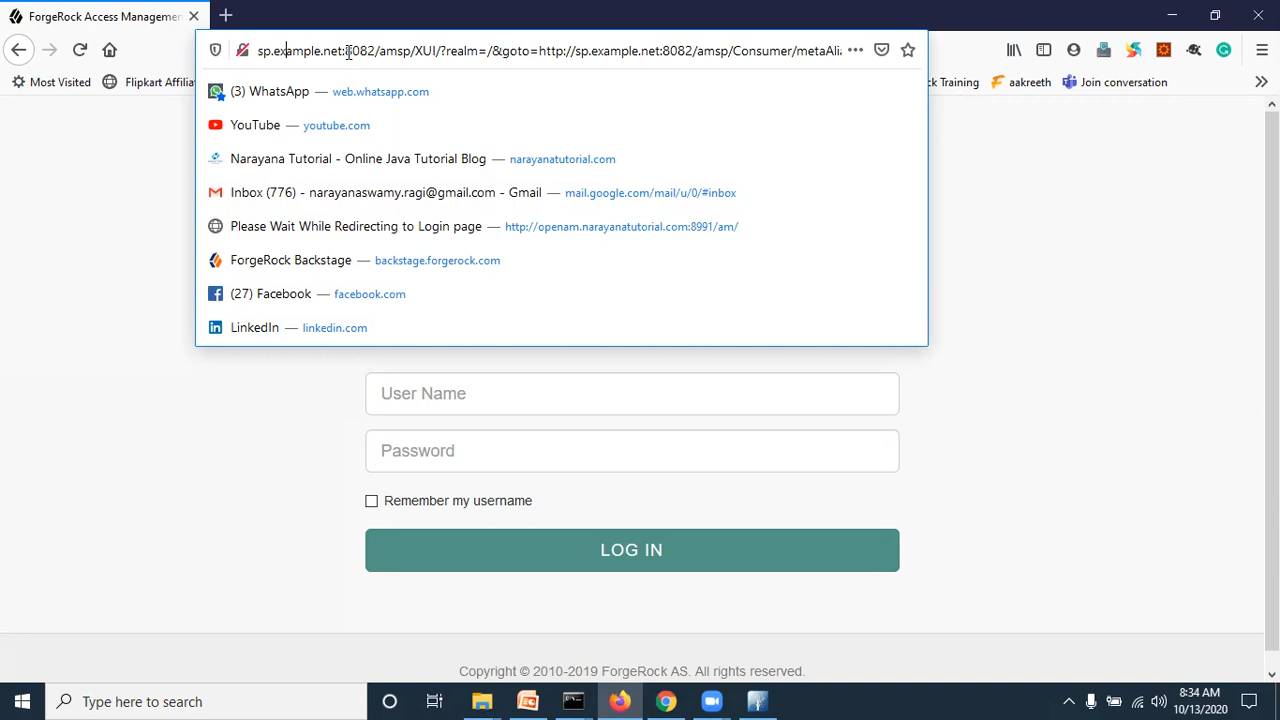 ForgeRock Access Managemen
sp.example.net:8082/amsp/XUI/?realm=/&goto=http://sp.example.net:8082/amsp/Consumer/metaAli
Most Visited
Flipkart Affiliat
k Training
aakreeth
Join conversation
(3) WhatsApp — web.whatsapp.com
YouTube — youtube.com
Narayana Tutorial - Online Java Tutorial Blog — narayanatutorial.com
Inbox (776) - narayanaswamy.ragi@gmail.com - Gmail — mail.google.com/mail/u/0/#inbox
Please Wait While Redirecting to Login page — http://openam.narayanatutorial.com:8991/am/
ForgeRock Backstage — backstage.forgerock.com
(27) Facebook — facebook.com
LinkedIn — linkedin.com
User Name
Password
Remember my username
LOG IN
Copyright © 2010-2019 ForgeRock AS. All rights reserved.
Type here to search
8:34 AM
10/13/2020